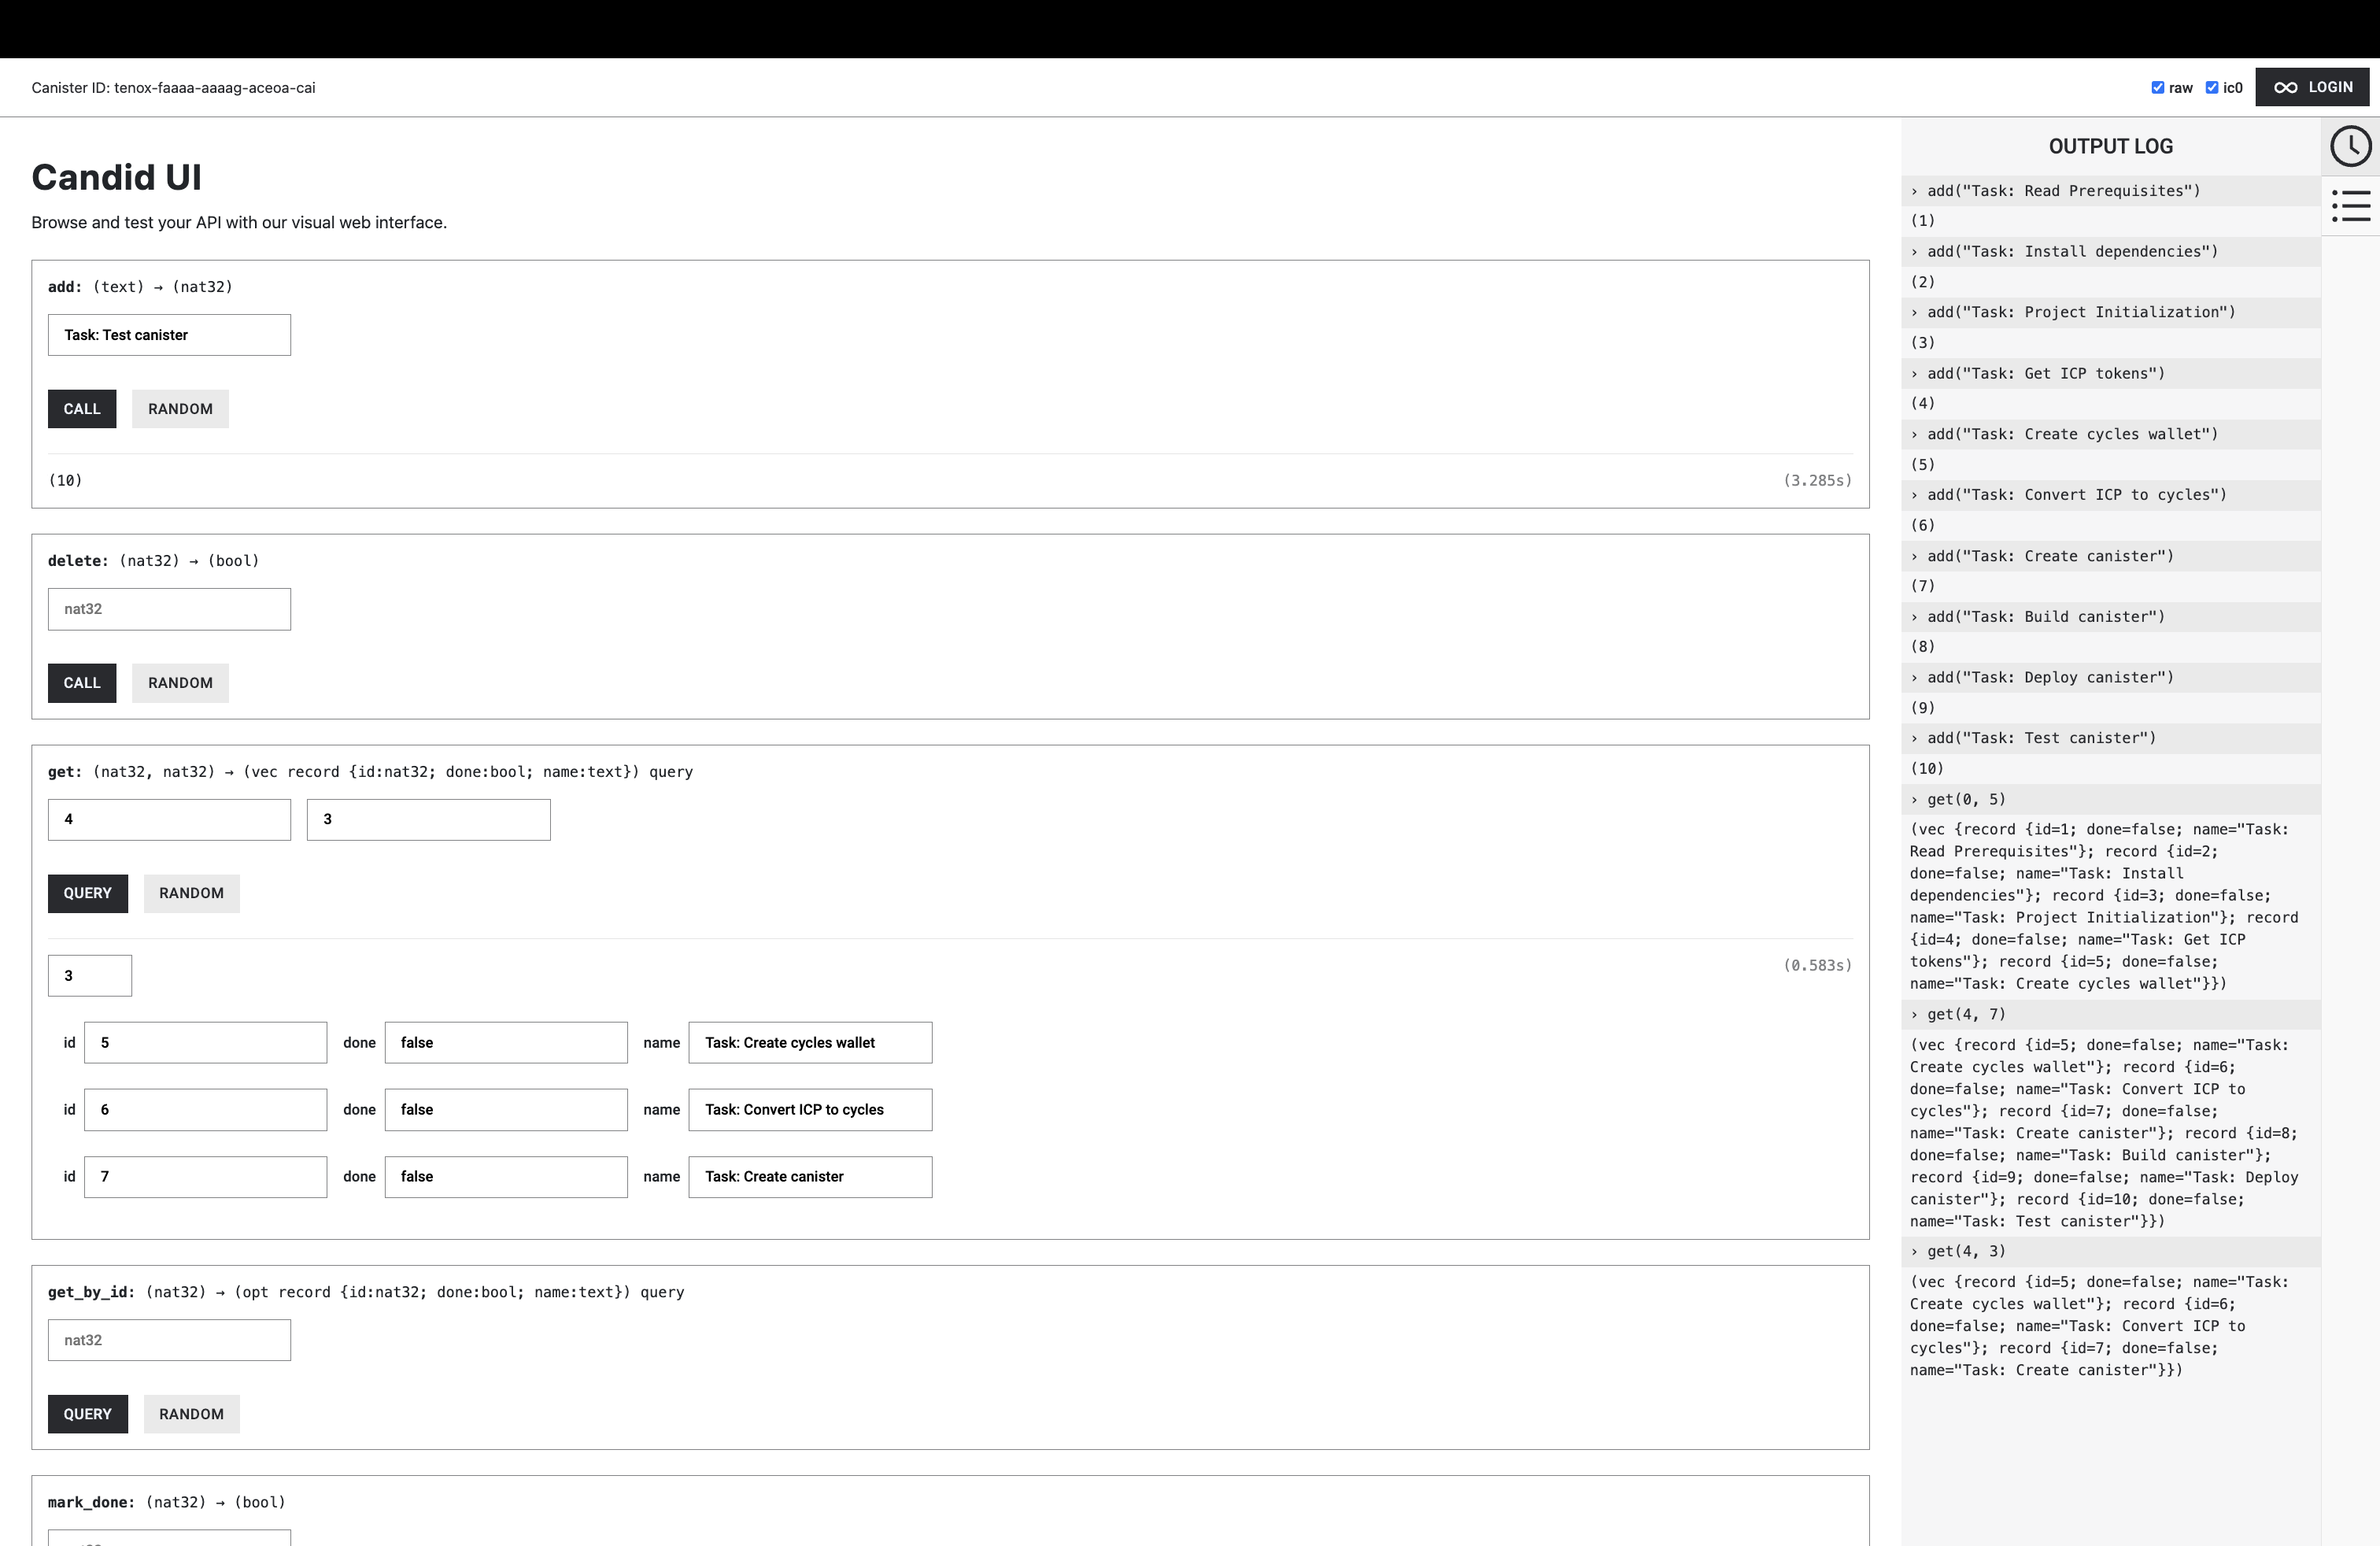 Canister ID: tenox-faaaa-aaaag-aceoa-cai
raw ic0 LOGIN
Candid UI
Browse and test your API with our visual web interface.
add: (text) → (nat32)
Task: Test canister
CALL RANDOM
(10) (3.285s)
delete: (nat32) → (bool)
nat32
CALL RANDOM
get: (nat32, nat32) → (vec record {id:nat32; done:bool; name:text}) query
4 3
QUERY RANDOM
3 (0.583s)
id 5 done false name Task: Create cycles wallet
id 6 done false name Task: Convert ICP to cycles
id 7 done false name Task: Create canister
get_by_id: (nat32) → (opt record {id:nat32; done:bool; name:text}) query
nat32
QUERY RANDOM
mark_done: (nat32) → (bool)
OUTPUT LOG
› add("Task: Read Prerequisites")
(1)
› add("Task: Install dependencies")
(2)
› add("Task: Project Initialization")
(3)
› add("Task: Get ICP tokens")
(4)
› add("Task: Create cycles wallet")
(5)
› add("Task: Convert ICP to cycles")
(6)
› add("Task: Create canister")
(7)
› add("Task: Build canister")
(8)
› add("Task: Deploy canister")
(9)
› add("Task: Test canister")
(10)
› get(0, 5)
(vec {record {id=1; done=false; name="Task:
Read Prerequisites"}; record {id=2;
done=false; name="Task: Install
dependencies"}; record {id=3; done=false;
name="Task: Project Initialization"}; record
{id=4; done=false; name="Task: Get ICP
tokens"}; record {id=5; done=false;
name="Task: Create cycles wallet"}})
› get(4, 7)
(vec {record {id=5; done=false; name="Task:
Create cycles wallet"}; record {id=6;
done=false; name="Task: Convert ICP to
cycles"}; record {id=7; done=false;
name="Task: Create canister"}; record {id=8;
done=false; name="Task: Build canister"};
record {id=9; done=false; name="Task: Deploy
canister"}; record {id=10; done=false;
name="Task: Test canister"}})
› get(4, 3)
(vec {record {id=5; done=false; name="Task:
Create cycles wallet"}; record {id=6;
done=false; name="Task: Convert ICP to
cycles"}; record {id=7; done=false;
name="Task: Create canister"}})